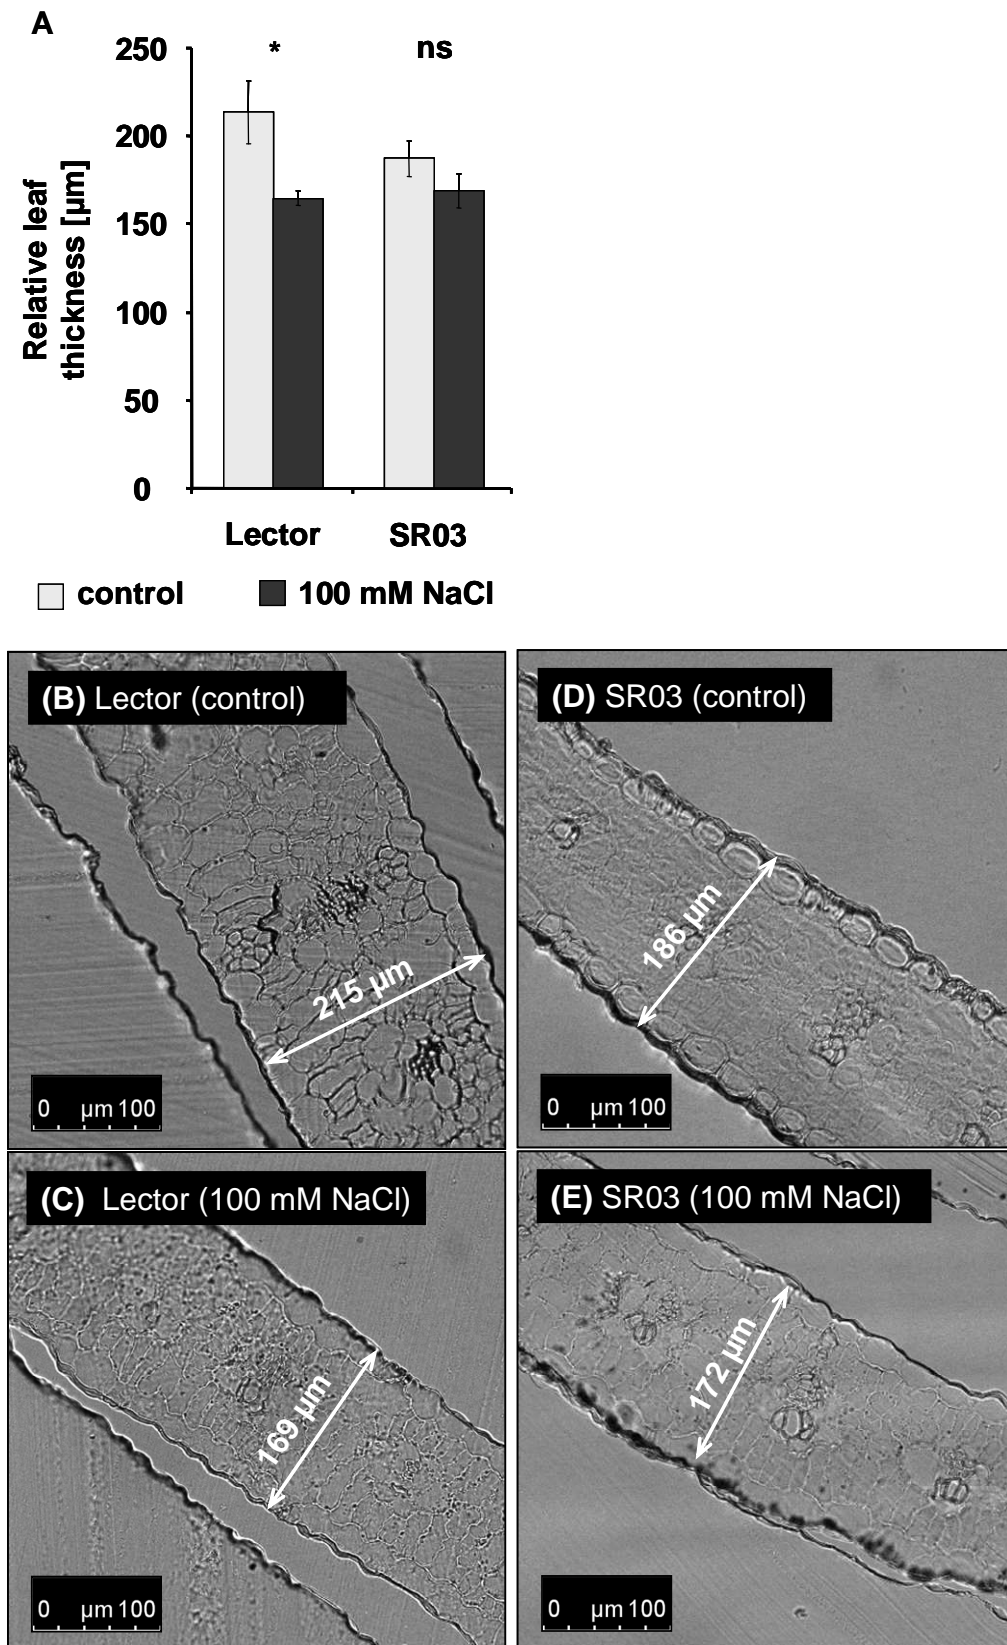 A
250
200
150
100
50
0
Relative leaf
thickness [µm]
* ns
Lector SR03
control 100 mM NaCl
(B) Lector (control)
215 µm
0 µm 100
(D) SR03 (control)
186 µm
0 µm 100
(C) Lector (100 mM NaCl)
169 µm
0 µm 100
(E) SR03 (100 mM NaCl)
172 µm
0 µm 100